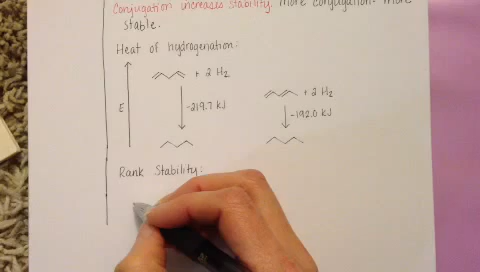 Conjugation increases stability. More conjugation = more
stable.
Heat of hydrogenation:
+ 2 H₂
+ 2 H₂
E
-219.7 kJ
-192.0 kJ
Rank Stability: